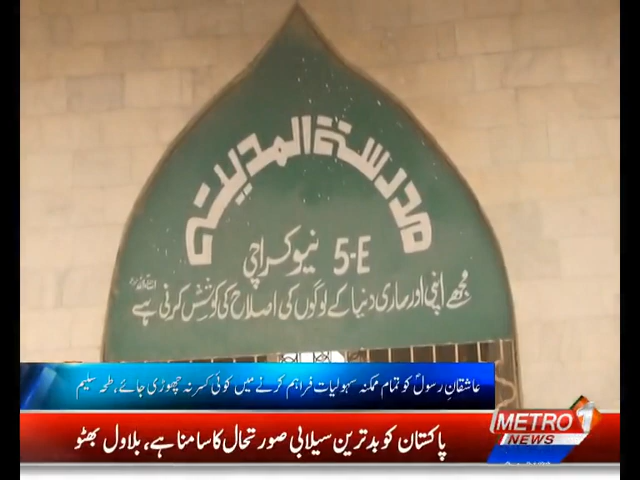 مدرسۃ المدینہ
5-E نیو کراچی
مجھے اپنی اور ساری دنیا کے لوگوں کی اصلاح کی کوشش کرنی ہے
عاشقانِ رسولؐ کو تمام ممکنہ سہولیات فراہم کرنے میں کوئی کسر نہ چھوڑی جائے، طحہ سلیم
پاکستان کو بدترین سیلابی صورتحال کا سامنا ہے، بلاول بھٹو
METRO 1
NEWS